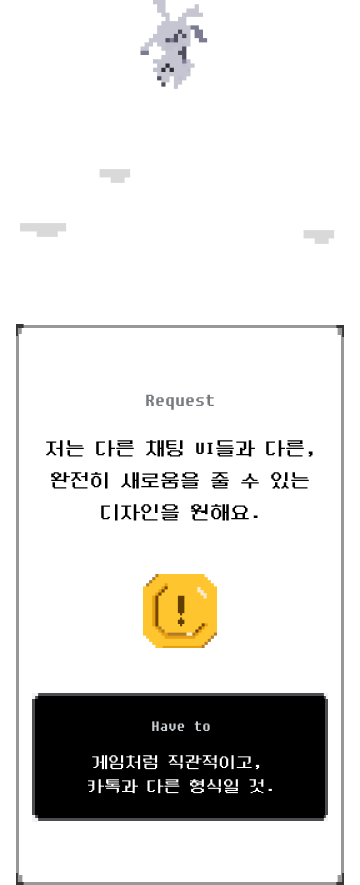 Request
저는 다른 채팅 UI들과 다른,
완전히 새로움을 줄 수 있는
디자인을 원해요.
!
Have to
게임처럼 직관적이고,
카톡과 다른 형식일 것.